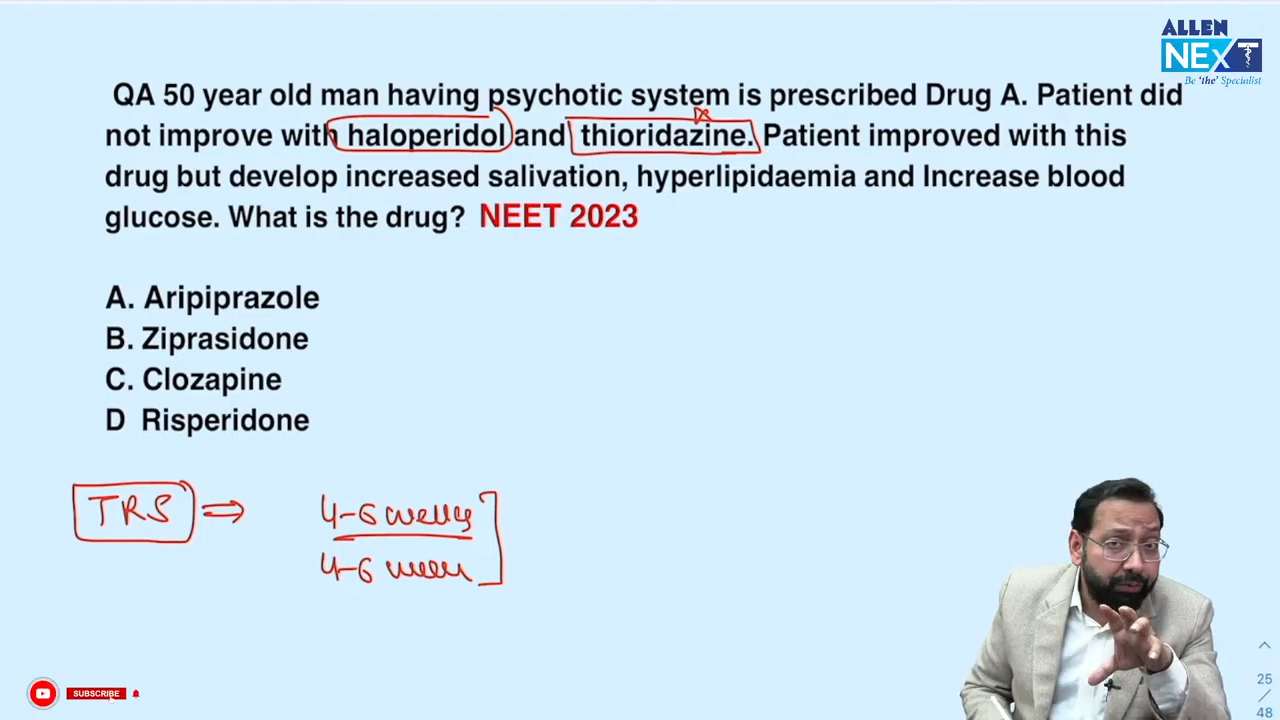 ALLEN
NEXT
Be 'the' Specialist
QA 50 year old man having psychotic system is prescribed Drug A. Patient did
not improve with haloperidol and thioridazine. Patient improved with this
drug but develop increased salivation, hyperlipidaemia and Increase blood
glucose. What is the drug? NEET 2023
A. Aripiprazole
B. Ziprasidone
C. Clozapine
D Risperidone
TRS ⇒ 4-6 weeks
4-6 week
25
/
48
SUBSCRIBE